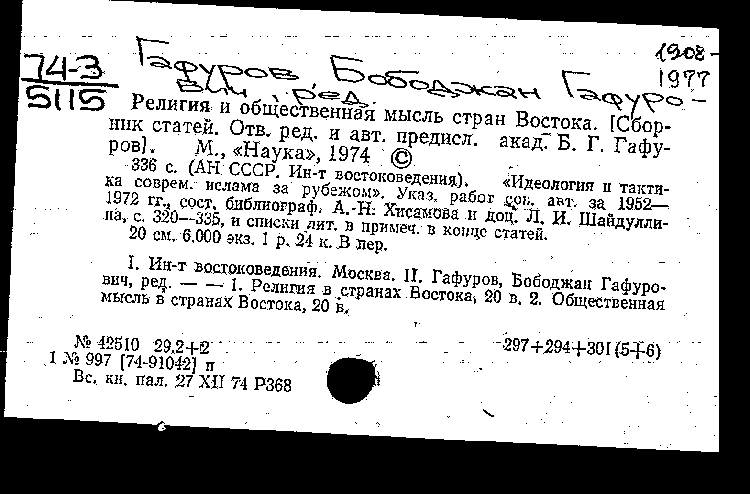 1908-
1977
74-3
5115
Гафуров, Бободжан Гафуро-
вич, ред.
Религия и общественная мысль стран Востока. [Сбор-
ник статей. Отв. ред. и авт. предисл. акад. Б. Г. Гафу-
ров]. М., «Наука», 1974 ©
336 с. (АН СССР. Ин-т востоковедения). «Идеология и такти-
ка соврем. ислама за рубежом». Указ. работ сов. авт. за 1952—
1972 гг., сост. библиограф. А. Н. Хисамова и доц. Л. И. Шайдулли-
на, с. 320—335, и списки лит. в примеч. в конце статей.
20 см. 6.000 экз. 1 р. 24 к. В пер.
I. Ин-т востоковедения. Москва. II. Гафуров, Бободжан Гафуро-
вич, ред. — — 1. Религия в странах Востока, 20 в. 2. Общественная
мысль в странах Востока, 20 в.
№ 42510 29.2+2 297+294+301(5+6)
1 № 997 [74-91042] п
Вс. кн. пал. 27 XII 74 Р368